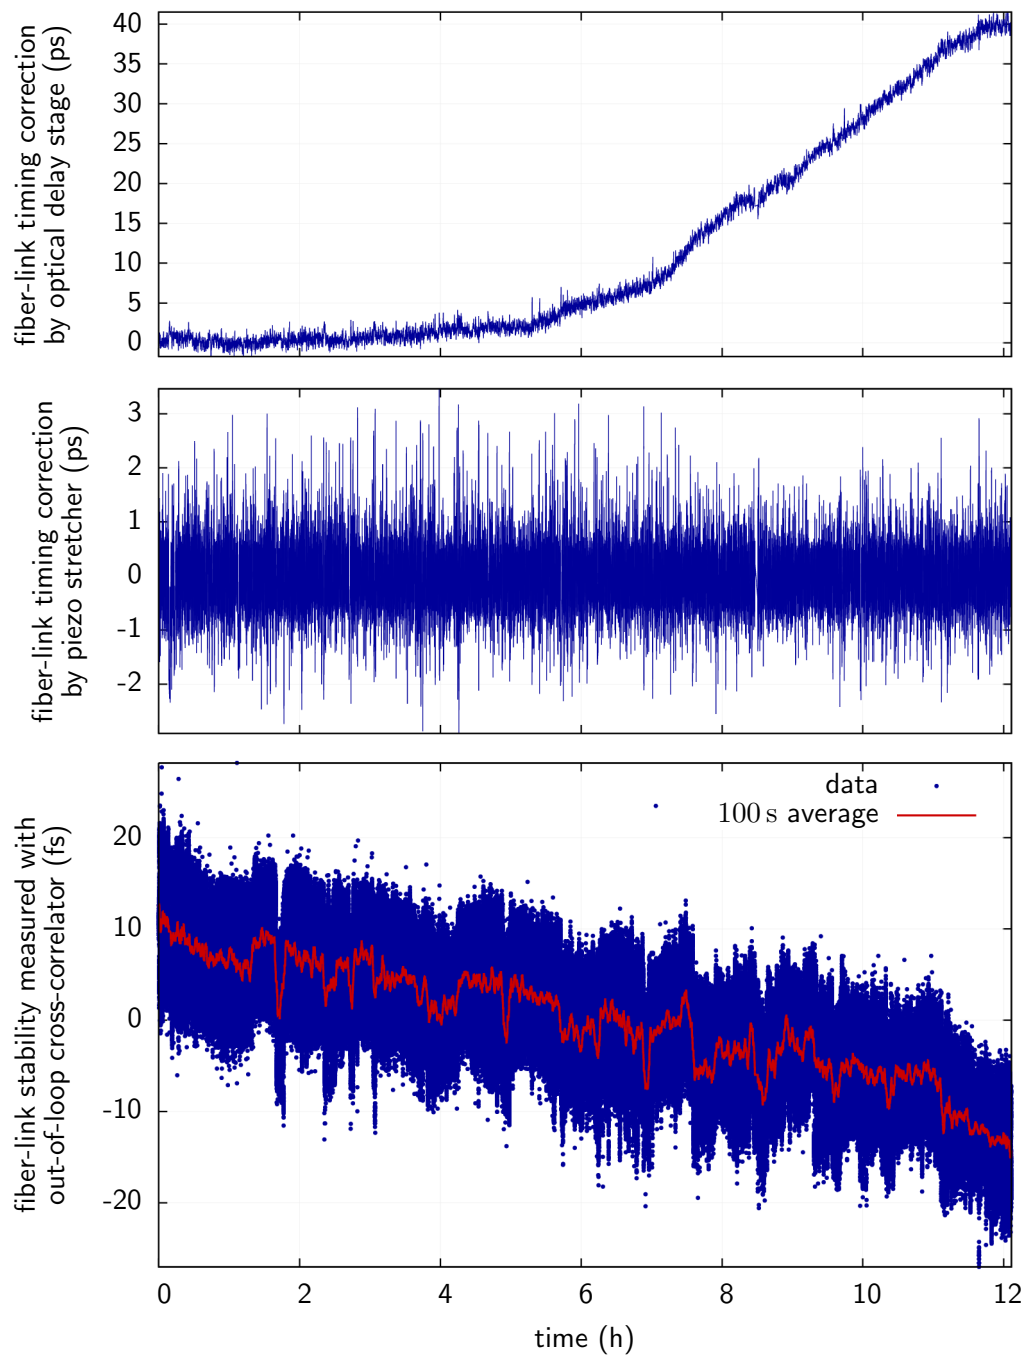 fiber-link timing correction
by optical delay stage (ps)
40
35
30
25
20
15
10
5
0
fiber-link timing correction
by piezo stretcher (ps)
3
2
1
0
-1
-2
fiber-link stability measured with
out-of-loop cross-correlator (fs)
data
100 s average
20
10
0
-10
-20
0 2 4 6 8 10 12
time (h)